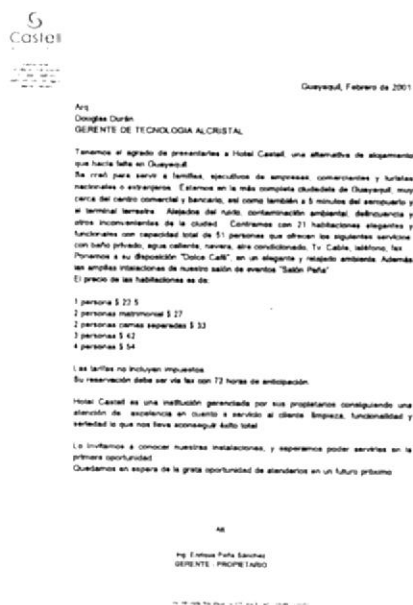 Castell
Guayaquil, Febrero de 2001
Arq.
Douglas Durán
GERENTE DE TECNOLOGIA ALCRISTAL
Tenemos el agrado de presentarles a Hotel Castell, una alternativa de alojamiento
que hacía falta en Guayaquil.
Se creó para servir a familias, ejecutivos de empresas, comerciantes y turistas
nacionales o extranjeros. Estamos en la más completa ciudadela de Guayaquil, muy
cerca del centro comercial y bancario, así como también a 5 minutos del aeropuerto y
el terminal terrestre. Alejados del ruido, contaminación ambiental, delincuencia y
otros inconvenientes de la ciudad. Contamos con 21 habitaciones elegantes y
funcionales con capacidad total de 51 personas que ofrecen los siguientes servicios
con baño privado, agua caliente, nevera, aire condicionado, Tv. Cable, teléfono, fax
Ponemos a su disposición "Dolce Caffé", en un elegante y relajado ambiente. Además
las amplias intalaciones de nuestro salón de eventos "Salón Peña"
El precio de las habitaciones es de:
1 persona $ 22.5
2 personas matrimonial $ 27
2 personas camas separadas $ 33
3 personas $ 42
4 personas $ 54
Las tarifas no incluyen impuestos.
Su reservación debe ser vía fax con 72 horas de anticipación.
Hotel Castell es una institución gerenciada por sus propietarios consiguiendo una
atención de excelencia en cuanto a servicio al cliente limpieza, funcionalidad y
seriedad lo que nos lleva aconseguir éxito total
Lo invitamos a conocer nuestras instalaciones, y esperamos poder servirles en la
primera oportunidad
Quedamos en espera de la grata oportunidad de atenderlos en un futuro próximo
Att
Ing. Enrique Peña Sánchez
GERENTE - PROPIETARIO